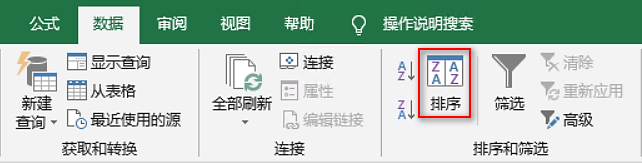 公式 数据 审阅 视图 帮助 操作说明搜索
显示查询
从表格
最近使用的源
新建
查询
获取和转换
全部刷新
连接
属性
编辑链接
连接
排序
筛选
清除
重新应用
高级
排序和筛选